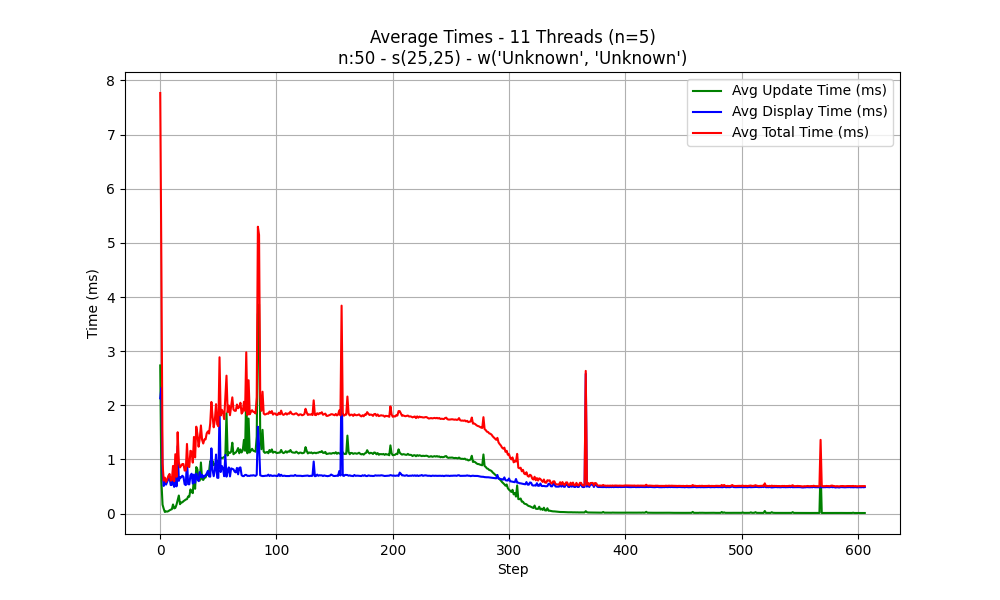 Average Times - 11 Threads (n=5)
n:50 - s(25,25) - w('Unknown', 'Unknown')
Avg Update Time (ms)
Avg Display Time (ms)
Avg Total Time (ms)
Time (ms)
8
7
6
5
4
3
2
1
0
0 100 200 300 400 500 600
Step